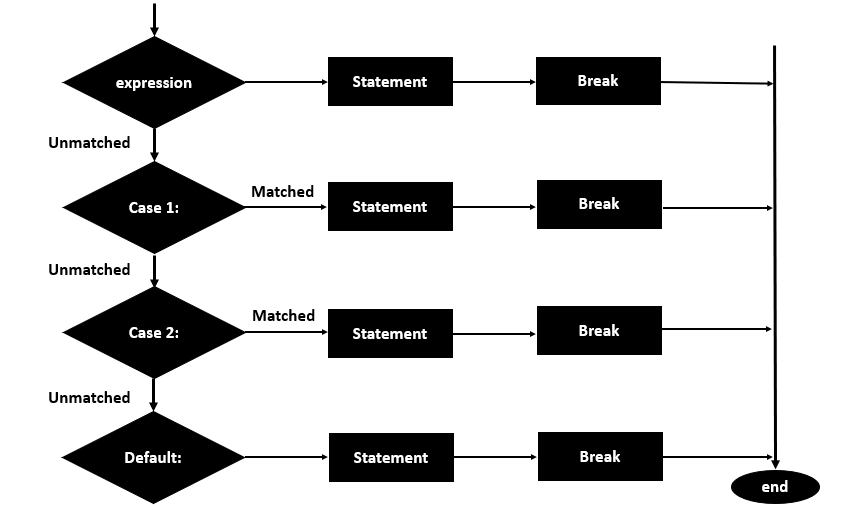 expression
Statement
Break
Unmatched
Case 1:
Matched
Statement
Break
Unmatched
Case 2:
Matched
Statement
Break
Unmatched
Default:
Statement
Break
end